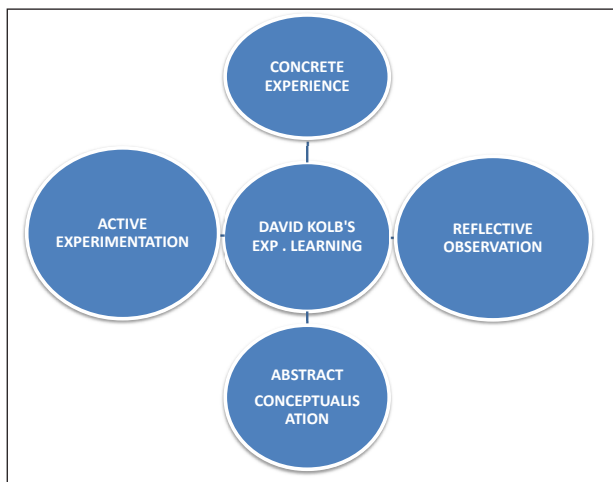 CONCRETE
EXPERIENCE
ACTIVE
EXPERIMENTATION
DAVID KOLB'S
EXP . LEARNING
REFLECTIVE
OBSERVATION
ABSTRACT
CONCEPTUALIS
ATION